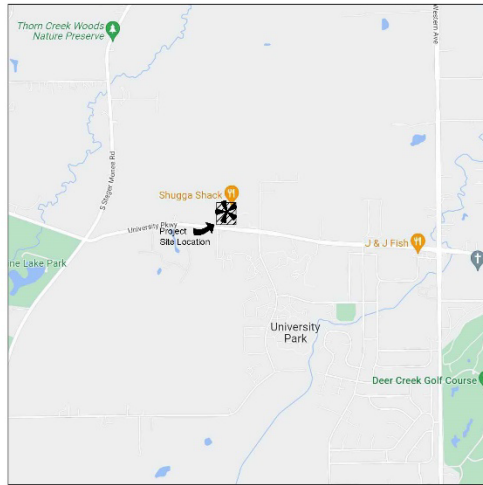 Thorn Creek Woods
Nature Preserve
Western Ave
S Steger Monee Rd
Shugga Shack
University Pkwy
Project
Site Location
J & J Fish
ne Lake Park
University
Park
Deer Creek Golf Course